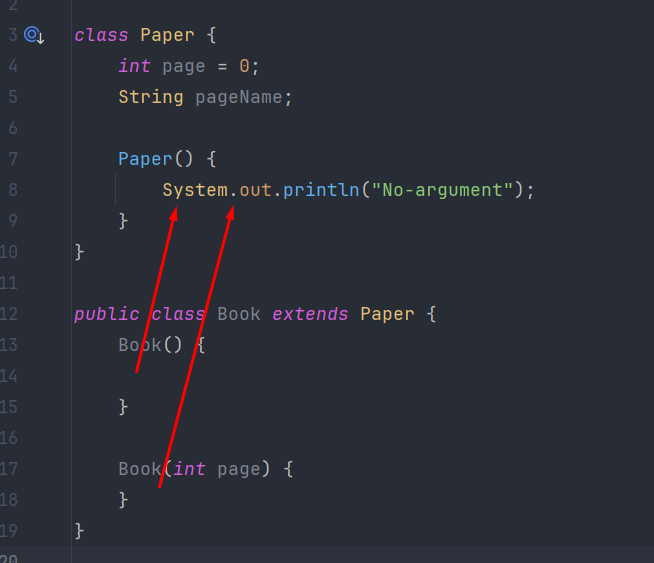 2
3 class Paper {
4 int page = 0;
5 String pageName;
6
7 Paper() {
8 System.out.println("No-argument");
9 }
10 }
11
12 public class Book extends Paper {
13 Book() {
14
15 }
16
17 Book(int page) {
18 }
19 }
20